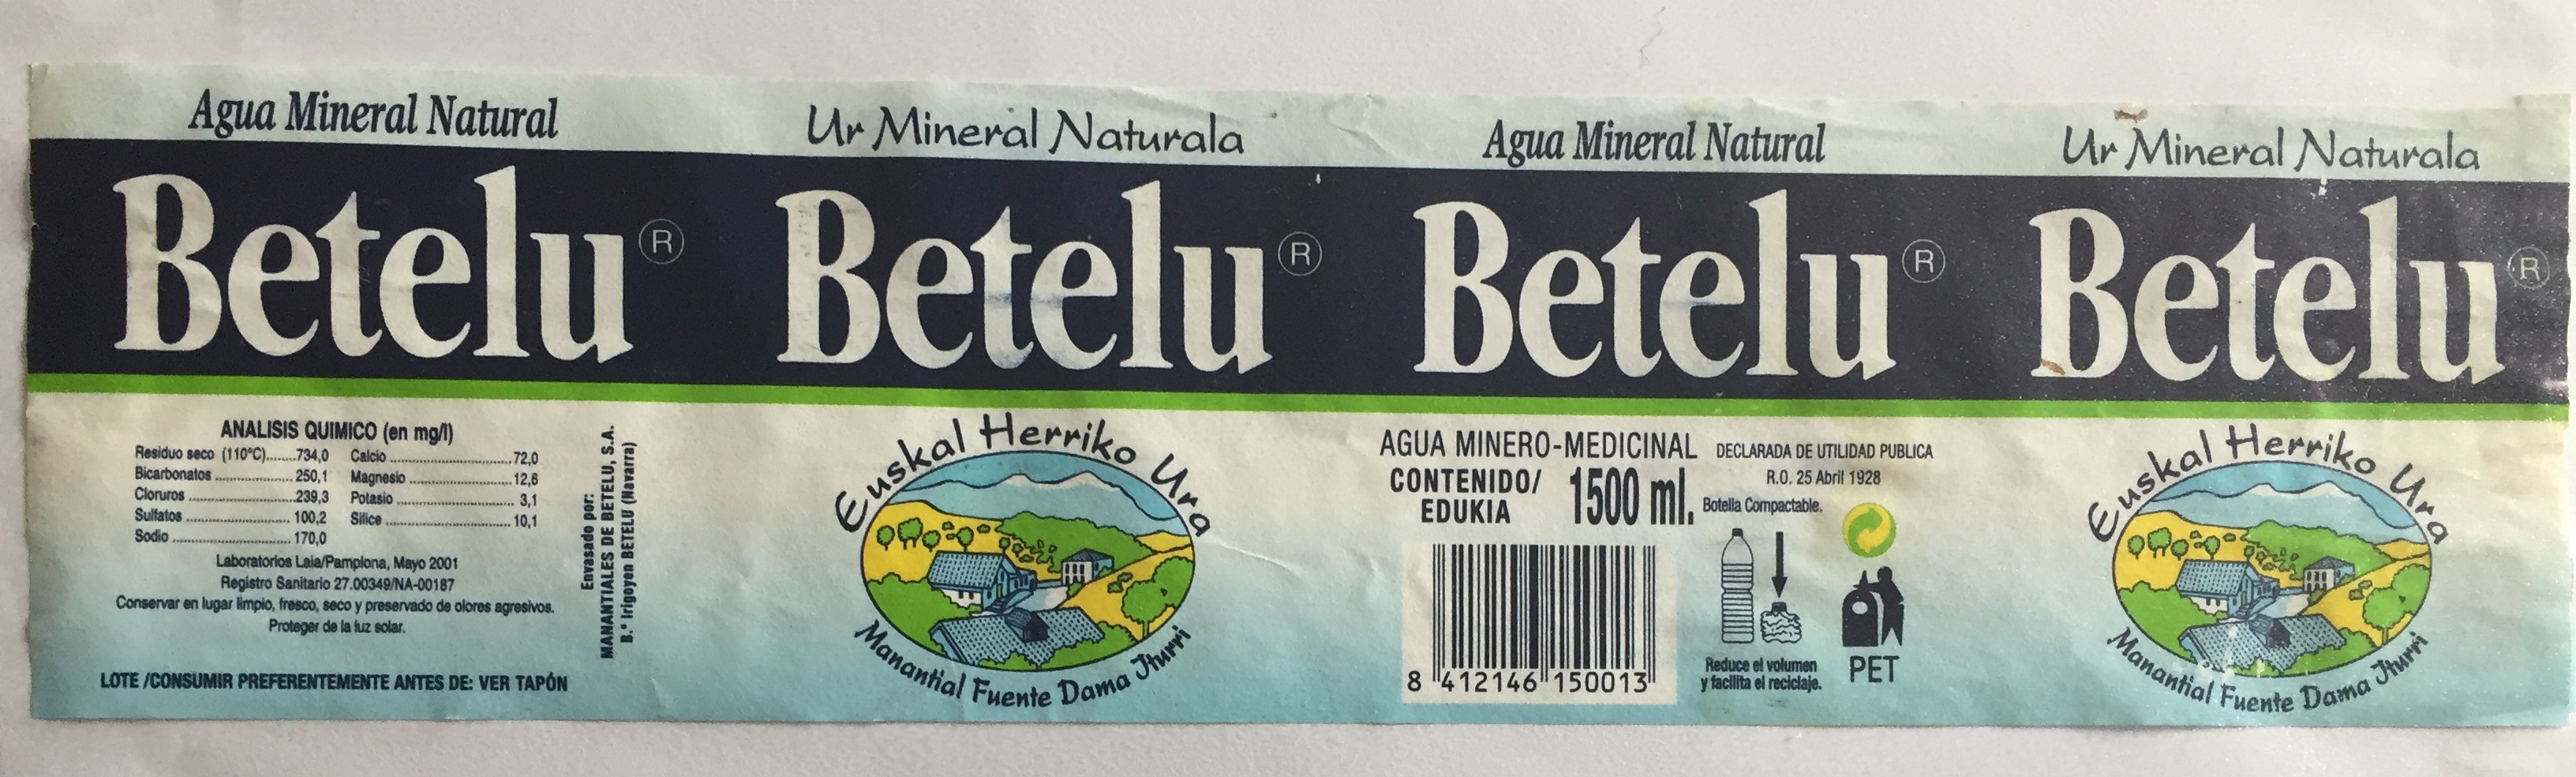 Agua Mineral Natural
Betelu®
ANALISIS QUIMICO (en mg/l)
Residuo seco (110ºC)........734,0
Bicarbonatos ........................ 250,1
Cloruros ................................239,3
Sulfatos ................................ 100,2
Sodio .................................... 170,0
Calcio .......................................72,0
Magnesio ................................12,6
Potasio .................................... 3,1
Silice .......................................10,1
Laboratorios Laia/Pamplona, Mayo 2001
Registro Sanitario 27.00349/NA-00187
Conservar en lugar limpio, fresco, seco y preservado de olores agresivos.
Proteger de la luz solar.
LOTE /CONSUMIR PREFERENTEMENTE ANTES DE: VER TAPÓN
Envasado por:
MANANTIALES DE BETELU, S.A.
B.º Irigoyen BETELU (Navarra)
Ur Mineral Naturala
Betelu®
Euskal Herriko Ura
Manantial Fuente Dama Iturri
Agua Mineral Natural
Betelu®
AGUA MINERO-MEDICINAL
DECLARADA DE UTILIDAD PUBLICA
R.O. 25 Abril 1928
CONTENIDO/
EDUKIA
1500 ml.
Botella Compactable.
8 412146 150013
Reduce el volumen
y facilita el reciclaje.
PET
Ur Mineral Naturala
Betelu®
Euskal Herriko Ura
Manantial Fuente Dama Iturri